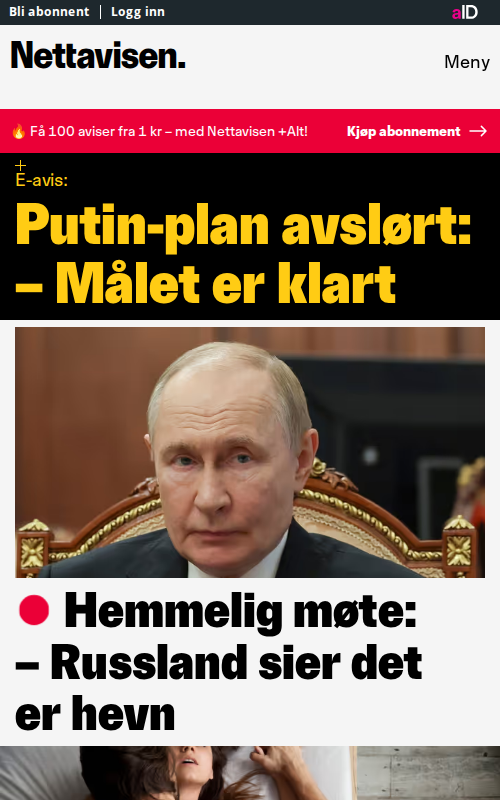 Bli abonnent | Logg inn
aID
Nettavisen.
Meny
🔥 Få 100 aviser fra 1 kr – med Nettavisen +Alt!
Kjøp abonnement →
+
E-avis:
Putin-plan avslørt:
– Målet er klart
Hemmelig møte:
– Russland sier det
er hevn